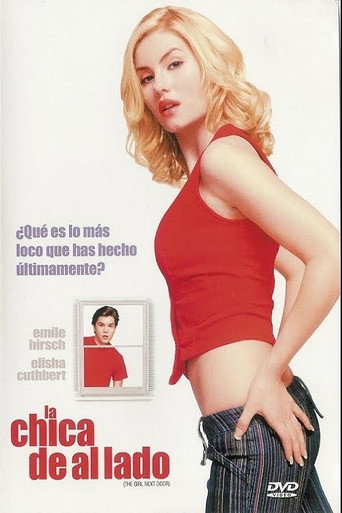 ¿Qué es lo más
loco que has hecho
últimamente?
emile
hirsch
elisha
cuthbert
la
chica
de al lado
(THE GIRL NEXT DOOR)
DVD
VIDEO